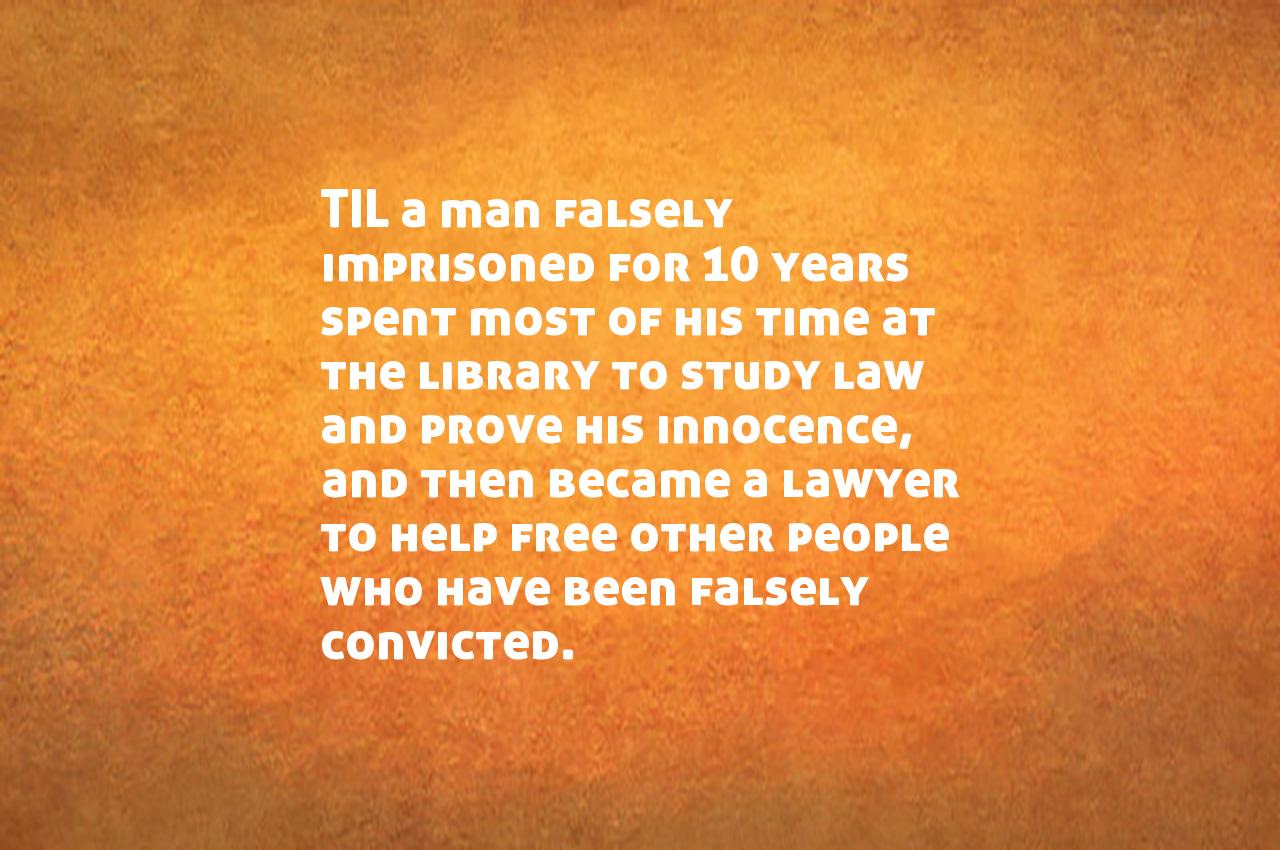 TIL a man falsely
imprisoned for 10 years
spent most of his time at
the library to study law
and prove his innocence,
and then became a lawyer
to help free other people
who have been falsely
convicted.